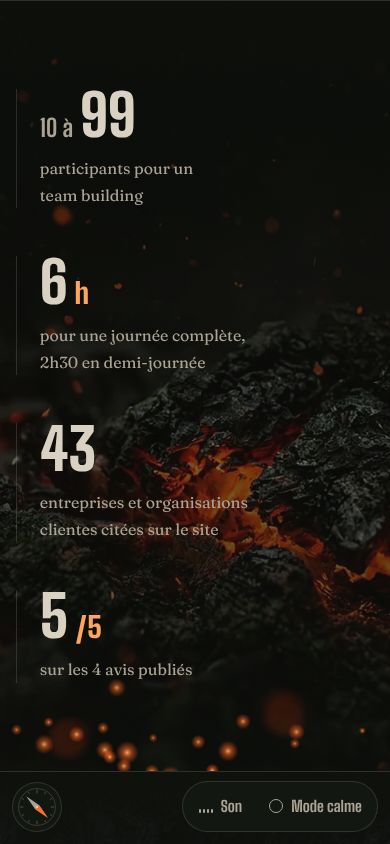 10 à 99
participants pour un
team building
6 h
pour une journée complète,
2h30 en demi-journée
43
entreprises et organisations
clientes citées sur le site
5 /5
sur les 4 avis publiés
Son
Mode calme